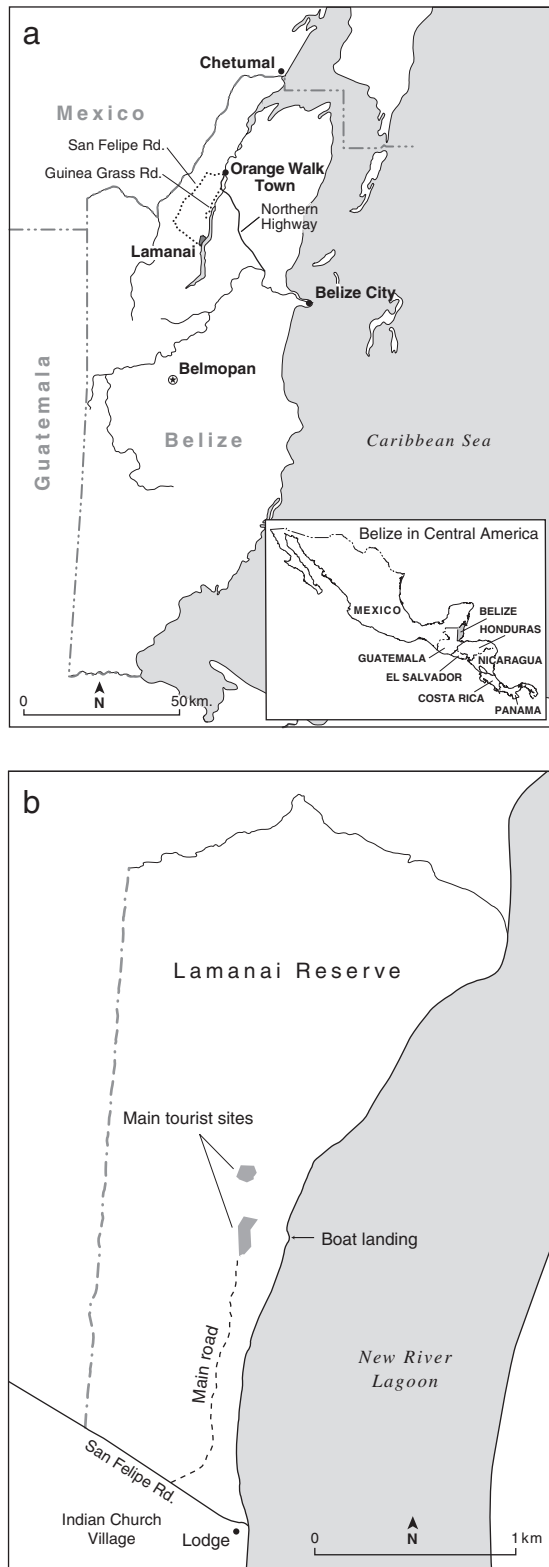 a
Chetumal
Mexico
San Felipe Rd.
Guinea Grass Rd.
Orange Walk
Town
Northern
Highway
Lamanai
Belize City
Belmopan
Guatemala
Belize
Caribbean Sea
Belize in Central America
MEXICO
BELIZE
HONDURAS
GUATEMALA
NICARAGUA
EL SALVADOR
COSTA RICA
PANAMA
N
0 50 km.
b
Lamanai Reserve
Main tourist sites
Boat landing
Main road
New River
Lagoon
San Felipe Rd.
Indian Church
Village
Lodge
N
0 1 km